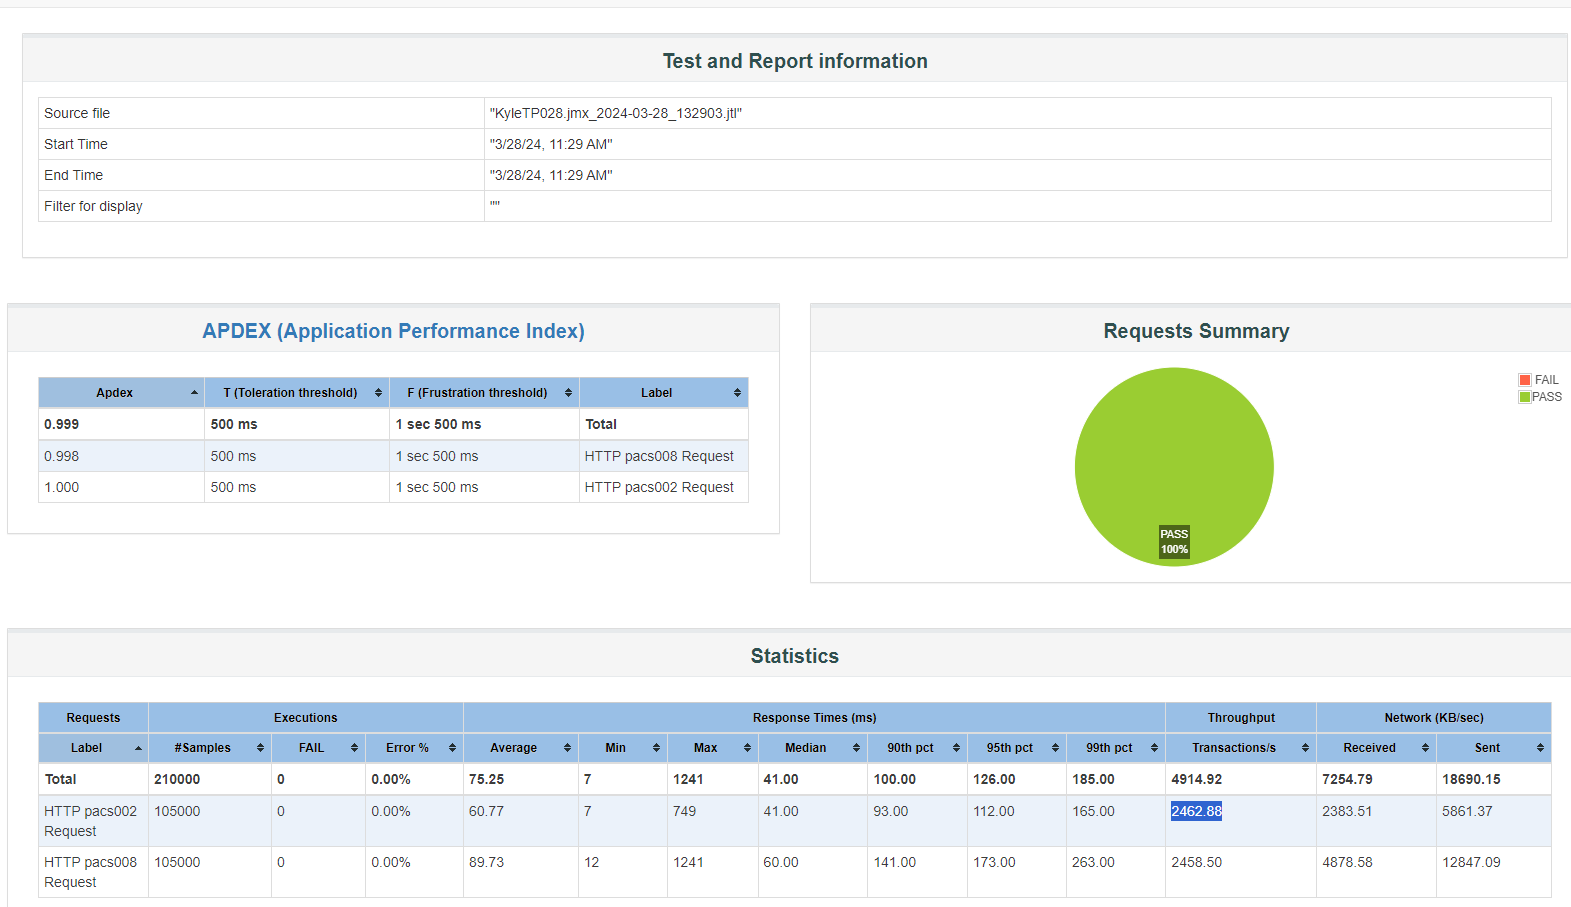 Test and Report information
Source file "KyleTP028.jmx_2024-03-28_132903.jtl"
Start Time "3/28/24, 11:29 AM"
End Time "3/28/24, 11:29 AM"
Filter for display ""
APDEX (Application Performance Index)
Apdex T (Toleration threshold) F (Frustration threshold) Label
0.999 500 ms 1 sec 500 ms Total
0.998 500 ms 1 sec 500 ms HTTP pacs008 Request
1.000 500 ms 1 sec 500 ms HTTP pacs002 Request
Requests Summary
FAIL
PASS
PASS
100%
Statistics
Requests Executions Response Times (ms) Throughput Network (KB/sec)
Label #Samples FAIL Error % Average Min Max Median 90th pct 95th pct 99th pct Transactions/s Received Sent
Total 210000 0 0.00% 75.25 7 1241 41.00 100.00 126.00 185.00 4914.92 7254.79 18690.15
HTTP pacs002 105000 0 0.00% 60.77 7 749 41.00 93.00 112.00 165.00 2462.88 2383.51 5861.37
Request
HTTP pacs008 105000 0 0.00% 89.73 12 1241 60.00 141.00 173.00 263.00 2458.50 4878.58 12847.09
Request